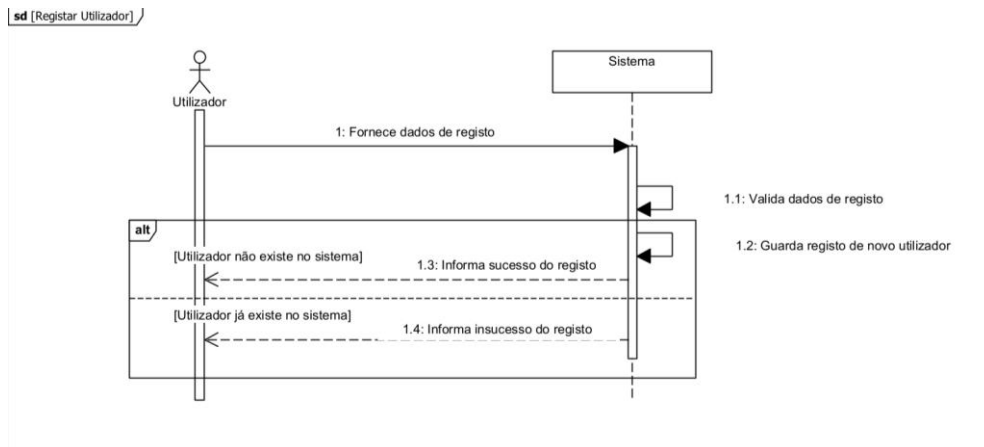 sd [Registar Utilizador]
Sistema
Utilizador
1: Fornece dados de registo
1.1: Valida dados de registo
alt
1.2: Guarda registo de novo utilizador
[Utilizador não existe no sistema]
1.3: Informa sucesso do registo
[Utilizador já existe no sistema]
1.4: Informa insucesso do registo